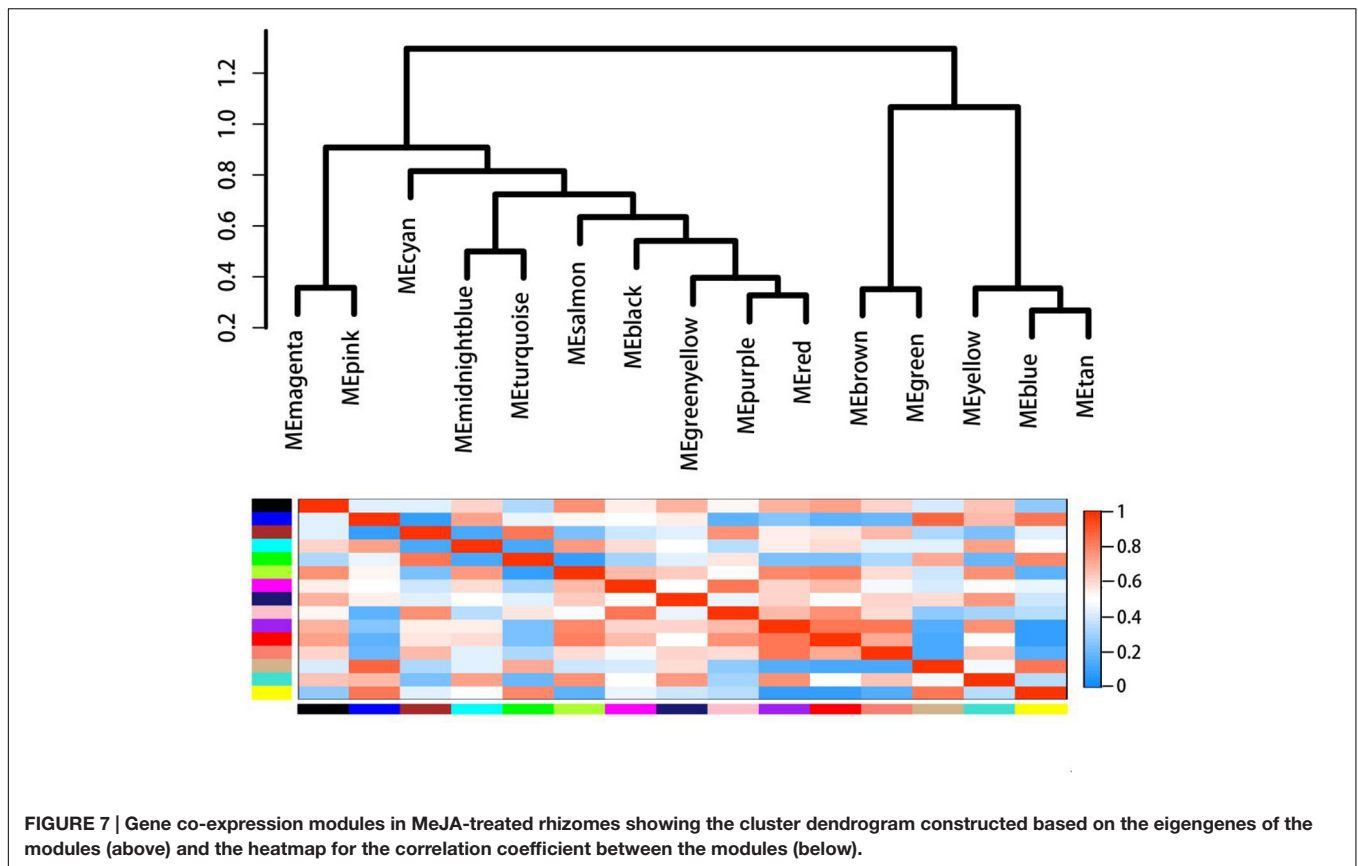 1.2
1.0
0.8
0.6
0.4
0.2
MEmagenta
MEpink
MEcyan
MEmidnightblue
MEturquoise
MEsalmon
MEblack
MEgreenyellow
MEpurple
MEred
MEbrown
MEgreen
MEyellow
MEblue
MEtan
1
0.8
0.6
0.4
0.2
0
FIGURE 7 | Gene co-expression modules in MeJA-treated rhizomes showing the cluster dendrogram constructed based on the eigengenes of the
modules (above) and the heatmap for the correlation coefficient between the modules (below).